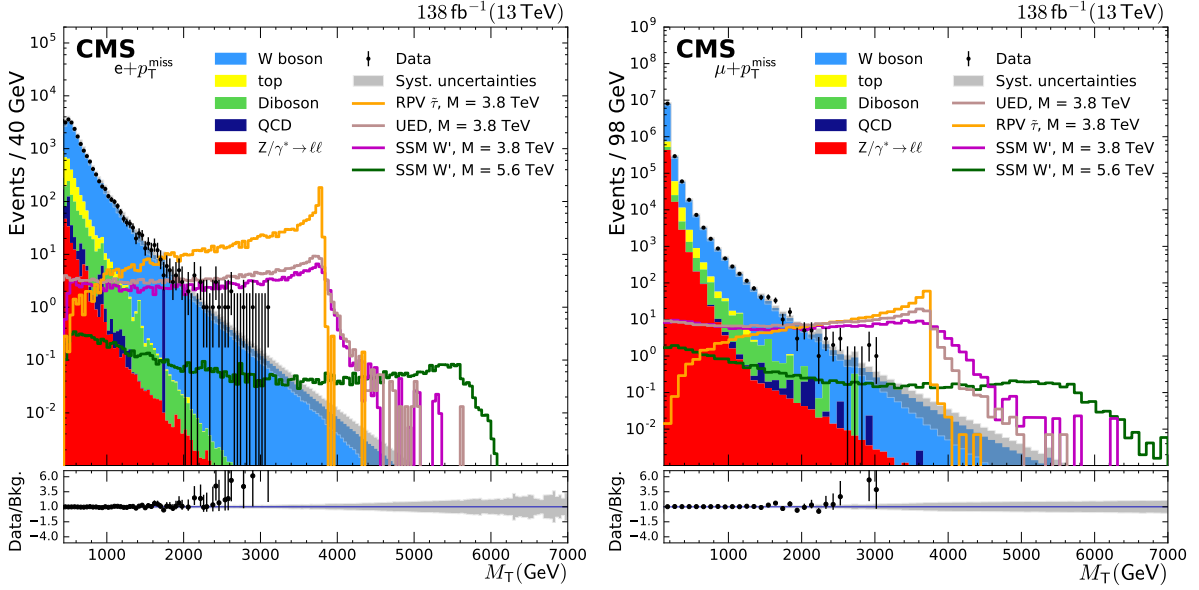 138 fb⁻¹(13 TeV)
CMS
e+p_T^miss
W boson
top
Diboson
QCD
Z/γ* → ℓℓ
Data
Syst. uncertainties
RPV τ̃, M = 3.8 TeV
UED, M = 3.8 TeV
SSM W', M = 3.8 TeV
SSM W', M = 5.6 TeV
Events / 40 GeV
10⁵
10⁴
10³
10²
10¹
10⁰
10⁻¹
10⁻²
Data/Bkg.
6.0
3.5
1.0
−1.5
−4.0
1000 2000 3000 4000 5000 6000 7000
M_T(GeV)
138 fb⁻¹(13 TeV)
CMS
μ+p_T^miss
W boson
top
Diboson
QCD
Z/γ* → ℓℓ
Data
Syst. uncertainties
UED, M = 3.8 TeV
RPV τ̃, M = 3.8 TeV
SSM W', M = 3.8 TeV
SSM W', M = 5.6 TeV
Events / 98 GeV
10⁹
10⁸
10⁷
10⁶
10⁵
10⁴
10³
10²
10¹
10⁰
10⁻¹
10⁻²
10⁻³
Data/Bkg.
6.0
3.5
1.0
−1.5
−4.0
1000 2000 3000 4000 5000 6000 7000
M_T(GeV)